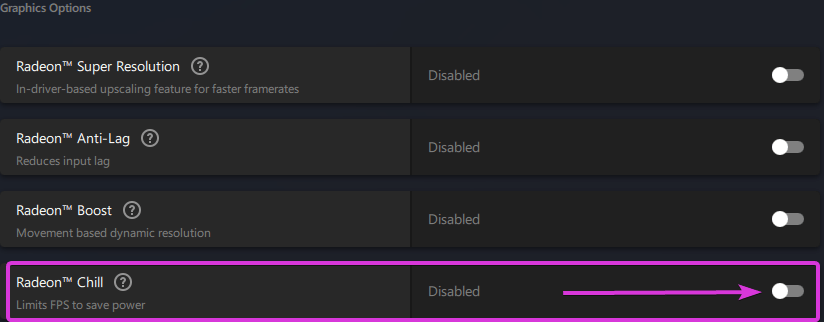 Graphics Options
Radeon™ Super Resolution ?
Disabled
In-driver-based upscaling feature for faster framerates
Radeon™ Anti-Lag ?
Disabled
Reduces input lag
Radeon™ Boost ?
Disabled
Movement based dynamic resolution
Radeon™ Chill ?
Disabled
Limits FPS to save power